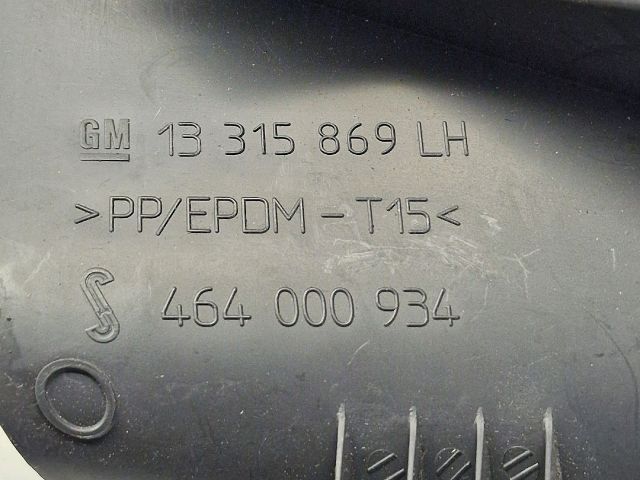 GM 13 315 869 LH
>PP/EPDM-T15<
464 000 934